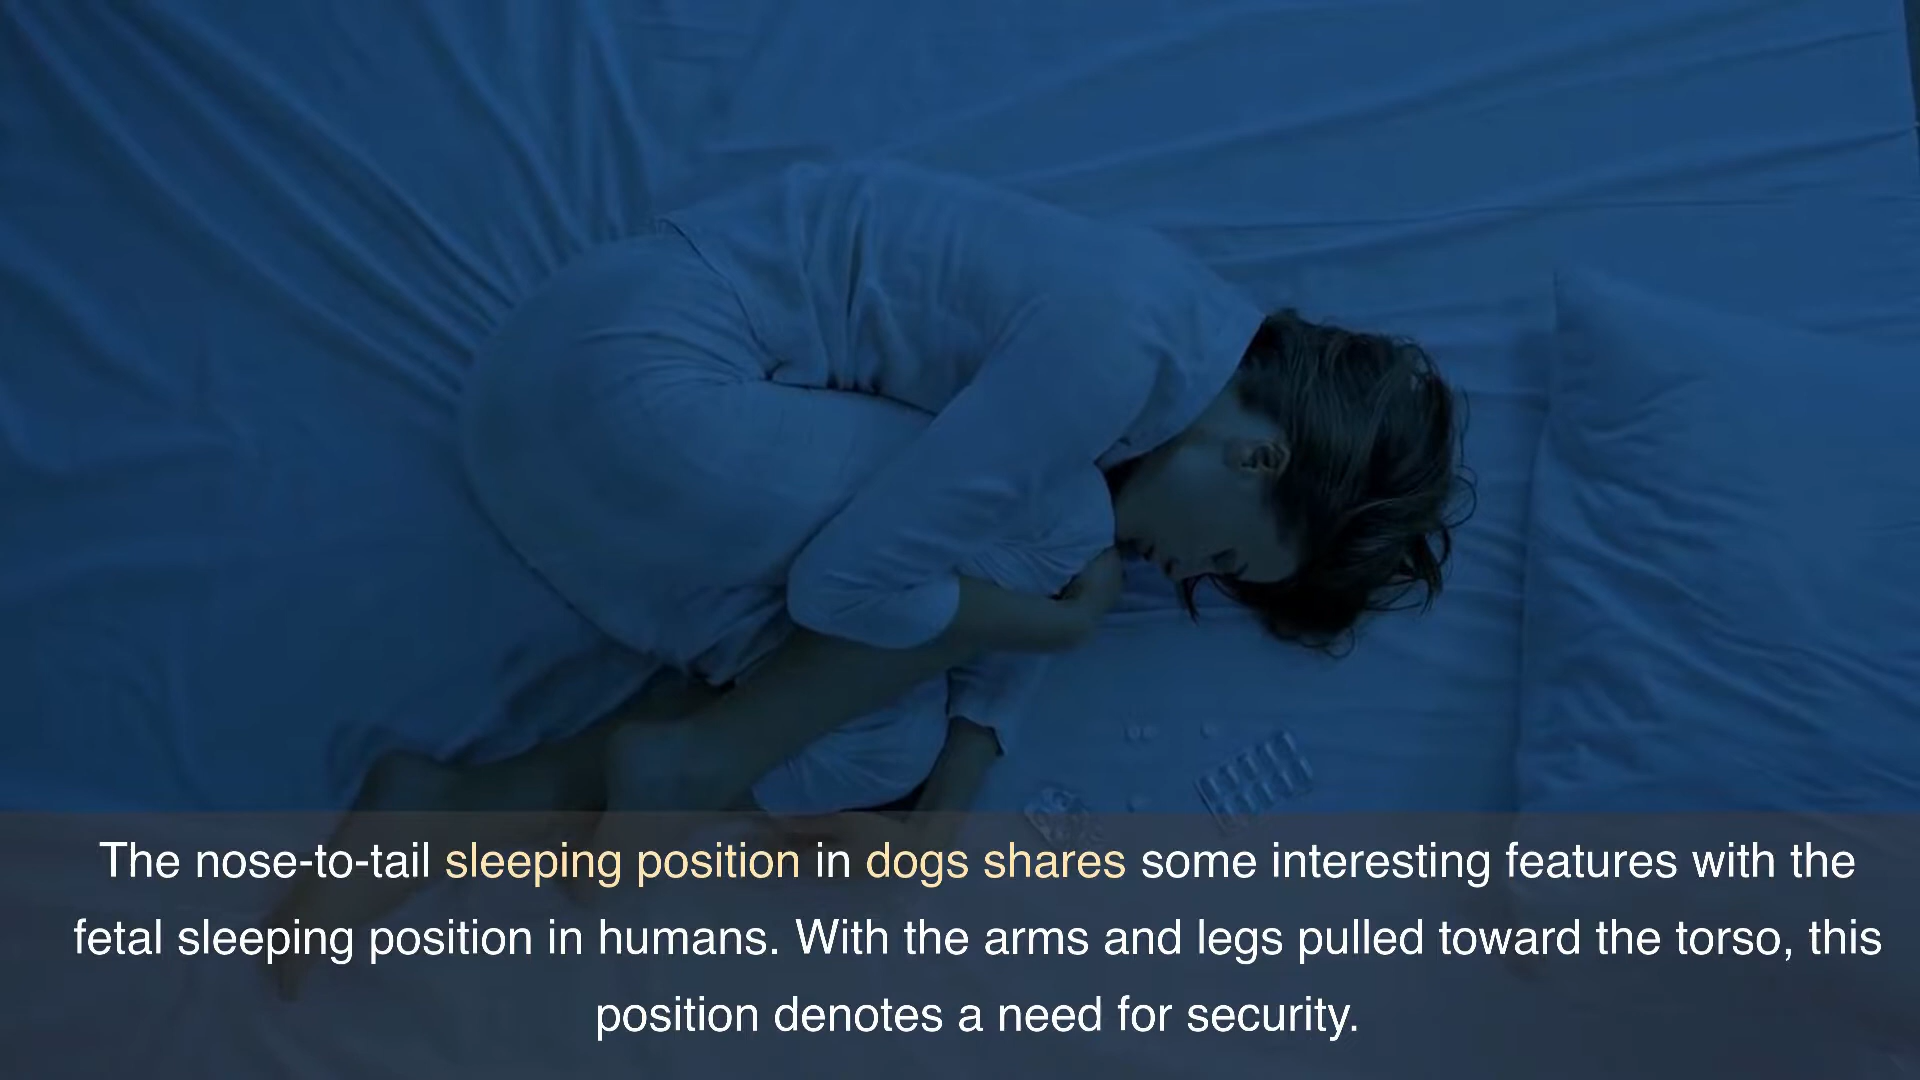 The nose-to-tail sleeping position in dogs shares some interesting features with the
fetal sleeping position in humans. With the arms and legs pulled toward the torso, this
position denotes a need for security.